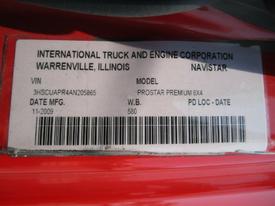 INTERNATIONAL TRUCK AND ENGINE CORPORATION
WARRENVILLE, ILLINOIS NAVISTAR
VIN MODEL
3HSCUAPR4AN205865 PROSTAR PREMIUM 6X4
DATE MFG. W.B. PD LOC - DATE
11-2009 580